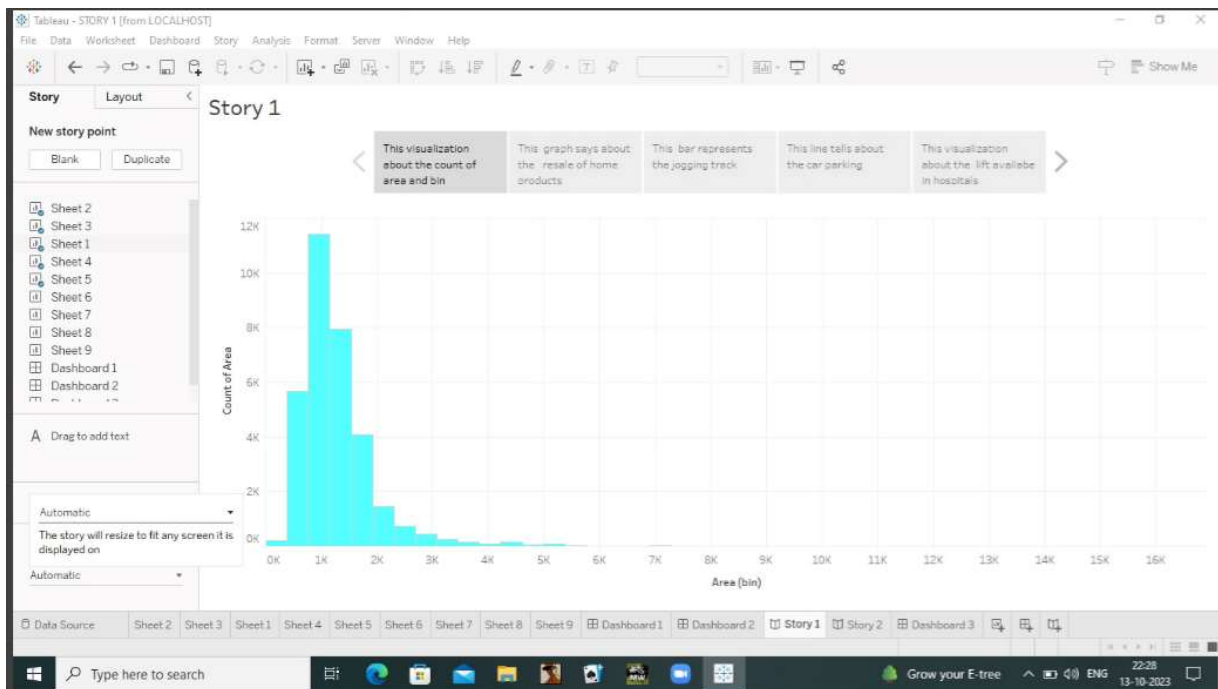 Tableau - STORY 1 [from LOCALHOST]
File Data Worksheet Dashboard Story Analysis Format Server Window Help
Show Me
Story Layout
Story 1
New story point
Blank Duplicate
This visualization
about the count of
area and bin
This graph says about
the resale of home
products
This bar represents
the jogging track
This line tells about
the car parking
This visualization
about the lift availabe
in hospitals
Sheet 2
Sheet 3
Sheet 1
Sheet 4
Sheet 5
Sheet 6
Sheet 7
Sheet 8
Sheet 9
Dashboard 1
Dashboard 2
A Drag to add text
Automatic
The story will resize to fit any screen it is
displayed on
Automatic
12K
10K
8K
6K
4K
2K
0K
Count of Area
0K 1K 2K 3K 4K 5K 6K 7K 8K 9K 10K 11K 12K 13K 14K 15K 16K
Area (bin)
Data Source Sheet 2 Sheet 3 Sheet 1 Sheet 4 Sheet 5 Sheet 6 Sheet 7 Sheet 8 Sheet 9 Dashboard 1 Dashboard 2 Story 1 Story 2 Dashboard 3
Type here to search
Grow your E-tree
ENG
22:28
13-10-2023